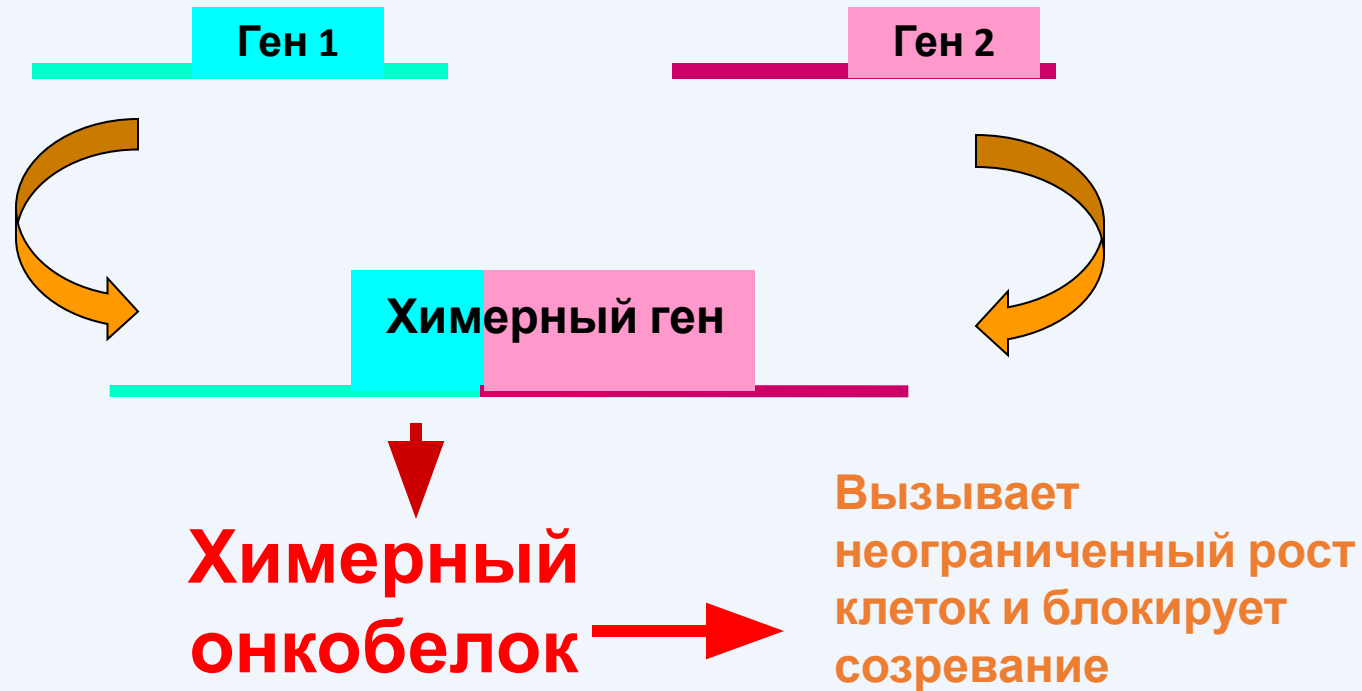 Ген 1
Ген 2
Химерный ген
Химерный
онкобелок
Вызывает
неограниченный рост
клеток и блокирует
созревание